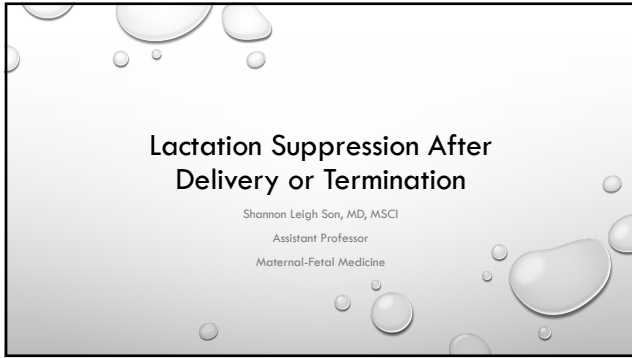 Lactation Suppression After
Delivery or Termination
Shannon Leigh Son, MD, MSCI
Assistant Professor
Maternal-Fetal Medicine